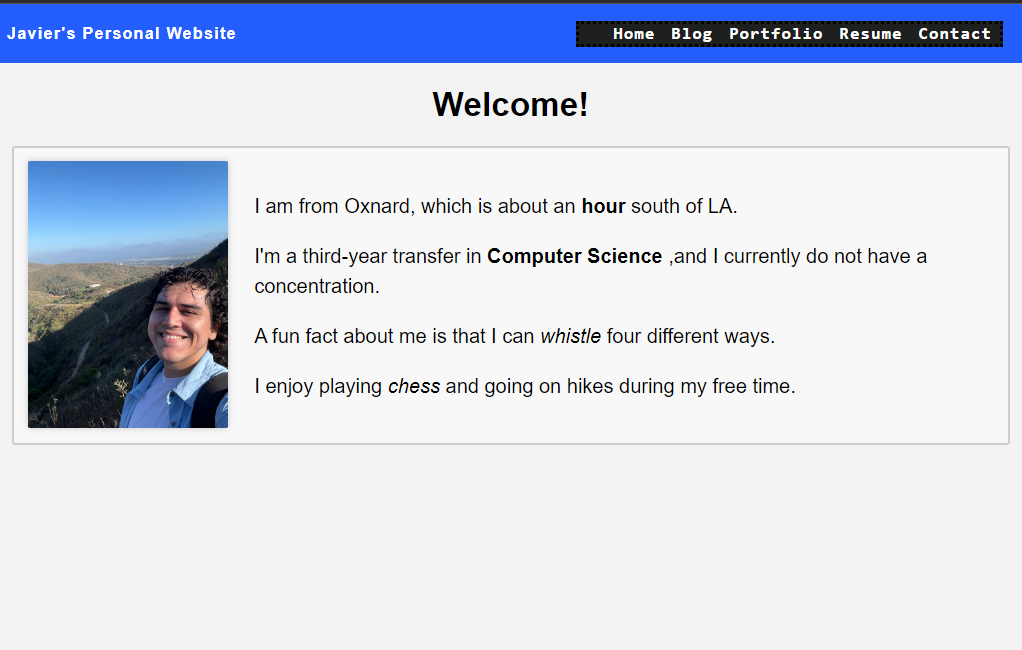 Javier's Personal Website
Home Blog Portfolio Resume Contact
Welcome!
I am from Oxnard, which is about an hour south of LA.
I'm a third-year transfer in Computer Science ,and I currently do not have a
concentration.
A fun fact about me is that I can whistle four different ways.
I enjoy playing chess and going on hikes during my free time.